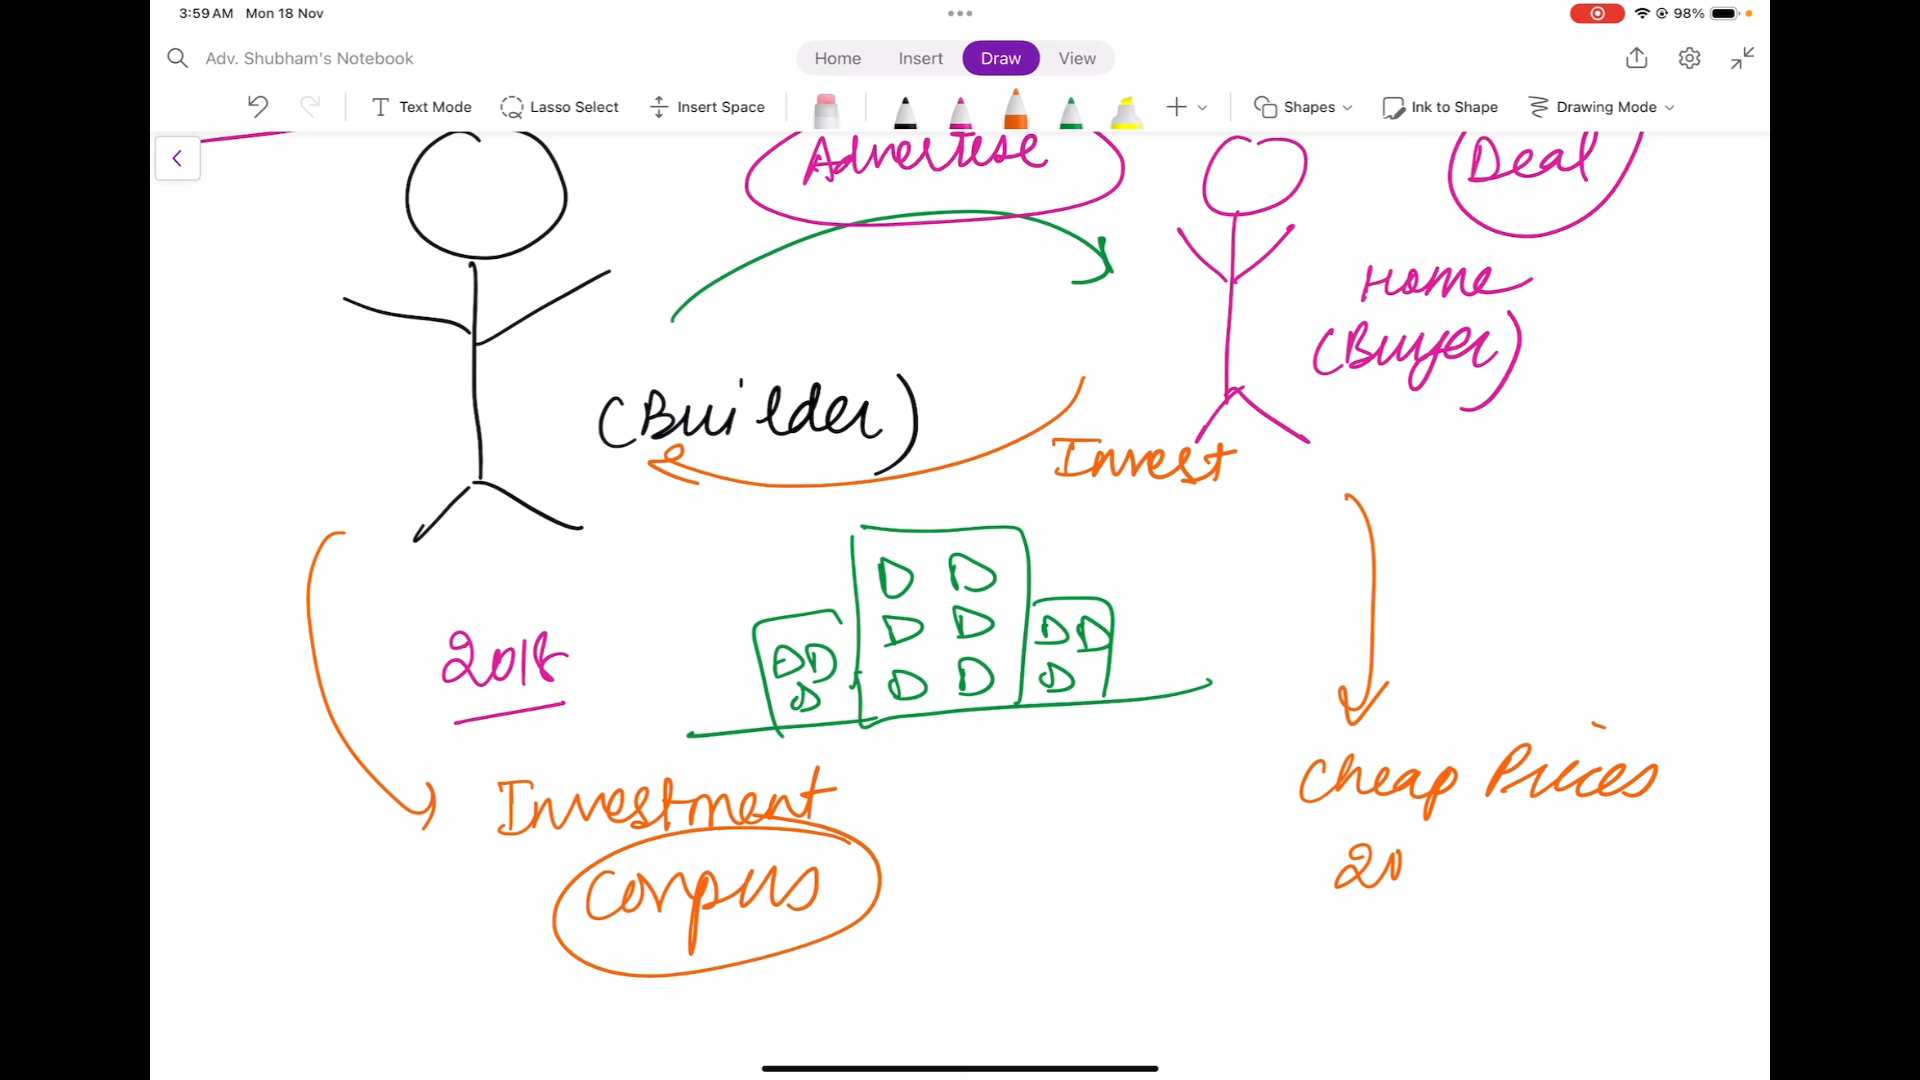 3:59 AM Mon 18 Nov
98%
Adv. Shubham's Notebook
Home Insert Draw View
Text Mode Lasso Select Insert Space Shapes Ink to Shape Drawing Mode
Advertise
Deal
Home
(Buyer)
(Builder)
Invest
2018
Cheap Prices
20
Investment
Corpus